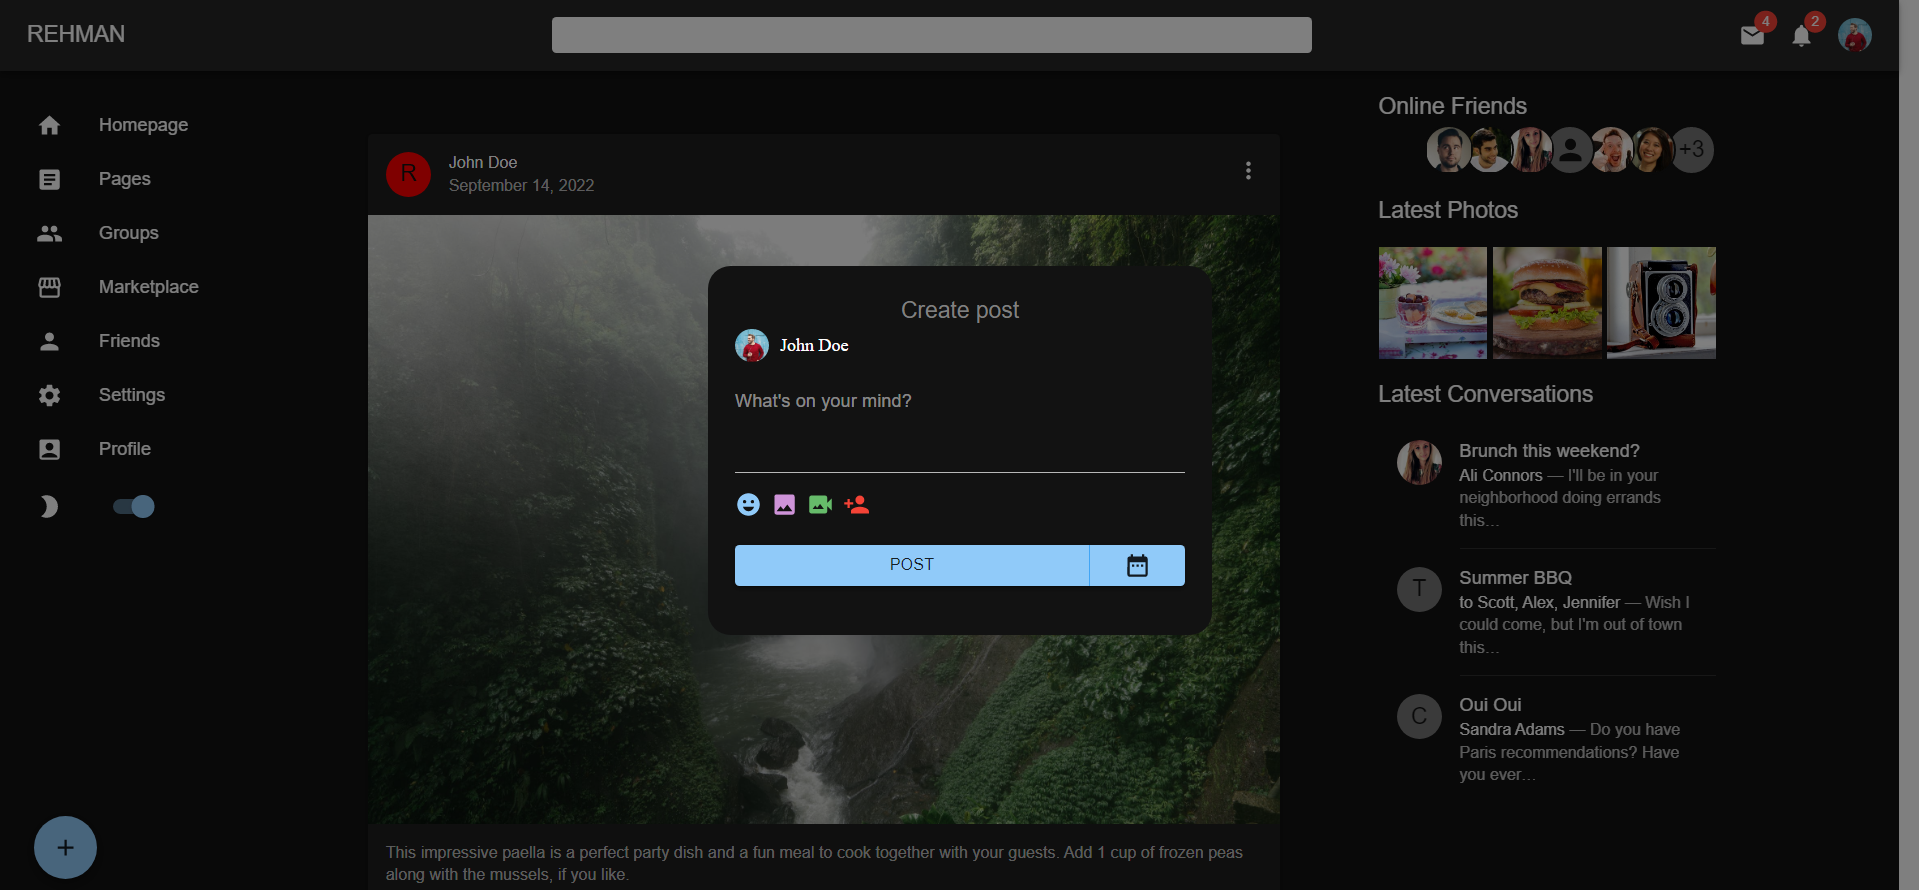 REHMAN
4
2
Homepage
Pages
Groups
Marketplace
Friends
Settings
Profile
R
John Doe
September 14, 2022
Create post
John Doe
What's on your mind?
POST
This impressive paella is a perfect party dish and a fun meal to cook together with your guests. Add 1 cup of frozen peas
along with the mussels, if you like.
Online Friends
+3
Latest Photos
Latest Conversations
Brunch this weekend?
Ali Connors — I'll be in your
neighborhood doing errands
this…
T
Summer BBQ
to Scott, Alex, Jennifer — Wish I
could come, but I'm out of town
this…
C
Oui Oui
Sandra Adams — Do you have
Paris recommendations? Have
you ever…